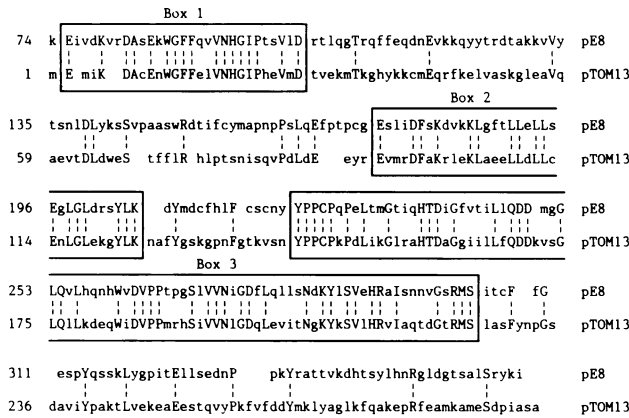 Box 1
74 k EivdKvrDAsEkWGFFqvVNHGIPtsVlD rtlqgTrqffeqdnEvkkqyytrdtakkvVy pE8
1 m E miK DAcEnWGFFelVNHGIPheVmD tvekmTkghykkcmEqrfkelvaskgleaVq pTOM13
Box 2
135 tsnlDLyksSvpaaswRdtifcymapnpPsLqEfptpcg EsliDFsKdvkKLgftLLeLLs pE8
59 aevtDLdweS tfflR hlptsnisqvPdLdE eyr EvmrDFaKrleKLaeeLLdLLc pTOM13
196 EgLGLdrsYLK dYmdcfhlF cscny YPPCPqPeLtmGtiqHTDiGfvtiLlQDD mgG pE8
114 EnLGLekgYLK nafYgskgpnFgtkvsn YPPCPkPdLikGlraHTDaGgiiLfQDDkvsG pTOM13
Box 3
253 LQvLhqnhWvDVPPtpgSlVVNiGDfLqllsNdKYlSVeHRaIsnnvGsRMS itcF fG pE8
175 LQlLkdeqWiDVPPmrhSiVVNlGDqLevitNgKYkSVlHRvIaqtdGtRMS lasFynpGs pTOM13
311 espYqsskLygpitEllsednP pkYrattvkdhtsylhnRgldgtsalSryki pE8
236 daviYpaktLvekeaEestqvyPkfvfddYmklyaglkfqakepRfeamkameSdpiasa pTOM13